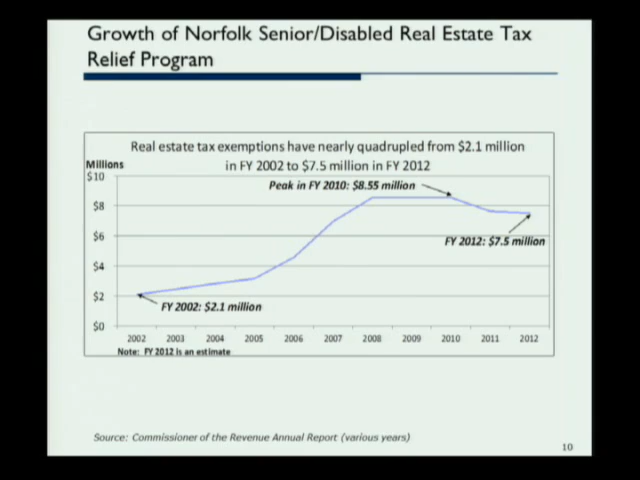 Growth of Norfolk Senior/Disabled Real Estate Tax
Relief Program
Real estate tax exemptions have nearly quadrupled from $2.1 million
in FY 2002 to $7.5 million in FY 2012
Millions
$10
Peak in FY 2010: $8.55 million
$8
$6
FY 2012: $7.5 million
$4
$2
FY 2002: $2.1 million
$0
2002 2003 2004 2005 2006 2007 2008 2009 2010 2011 2012
Note: FY 2012 is an estimate
Source: Commissioner of the Revenue Annual Report (various years)
10